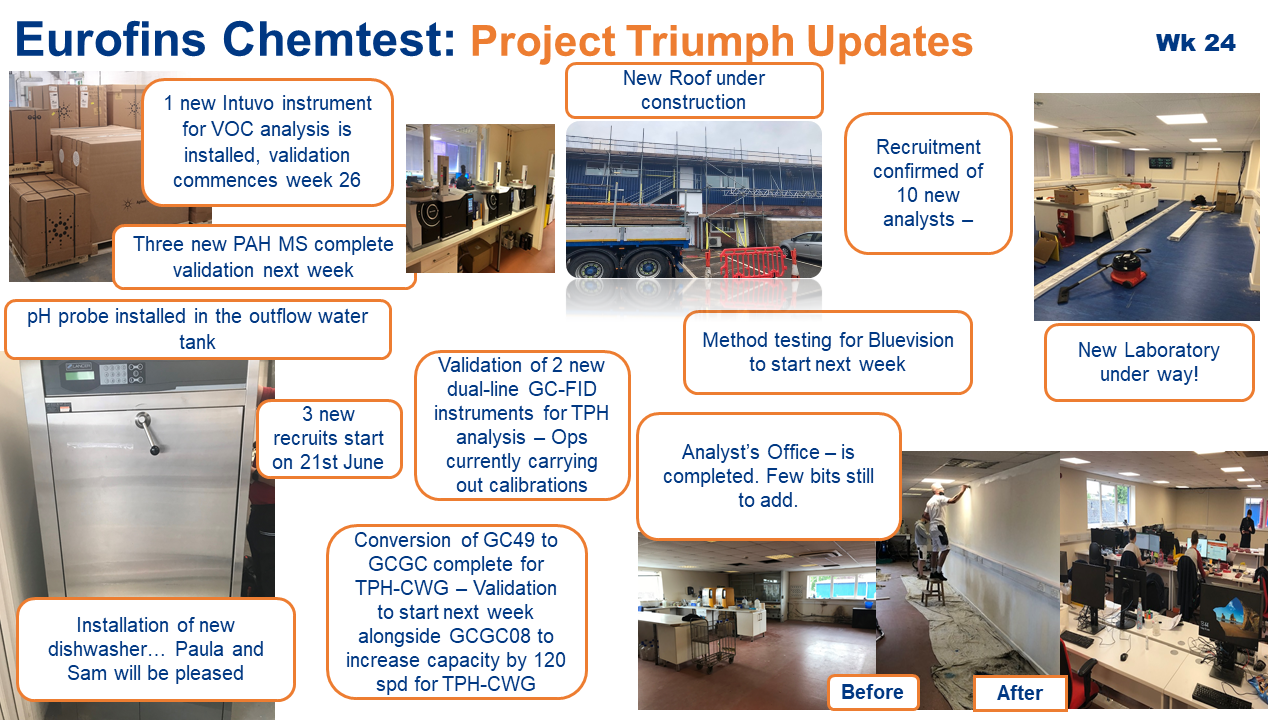 Eurofins Chemtest: Project Triumph Updates
Wk 24
1 new Intuvo instrument
for VOC analysis is
installed, validation
commences week 26
New Roof under
construction
Recruitment
confirmed of
10 new
analysts –
Three new PAH MS complete
validation next week
pH probe installed in the outflow water
tank
Method testing for Bluevision
to start next week
New Laboratory
under way!
Validation of 2 new
dual-line GC-FID
instruments for TPH
analysis – Ops
currently carrying
out calibrations
3 new
recruits start
on 21st June
Analyst’s Office – is
completed. Few bits still
to add.
Conversion of GC49 to
GCGC complete for
TPH-CWG – Validation
to start next week
alongside GCGC08 to
increase capacity by 120
spd for TPH-CWG
Installation of new
dishwasher… Paula and
Sam will be pleased
Before
After